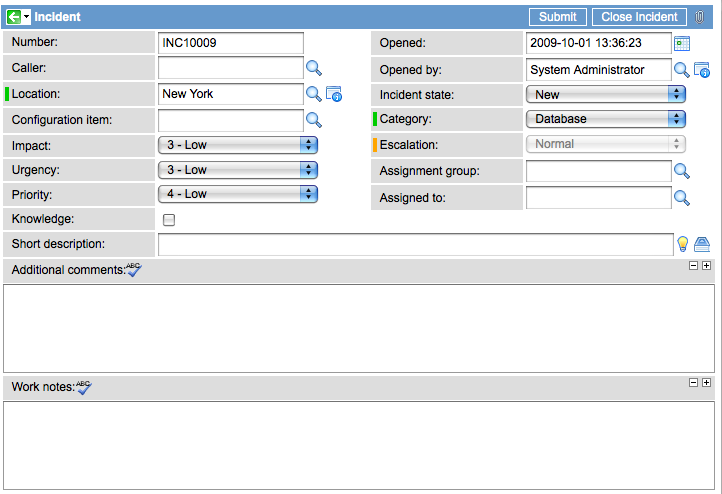 Incident Submit Close Incident
Number: INC10009 Opened: 2009-10-01 13:36:23
Caller: Opened by: System Administrator
Location: New York Incident state: New
Configuration item: Category: Database
Impact: 3 - Low Escalation: Normal
Urgency: 3 - Low Assignment group:
Priority: 4 - Low Assigned to:
Knowledge:
Short description:
Additional comments: ABC
Work notes: ABC